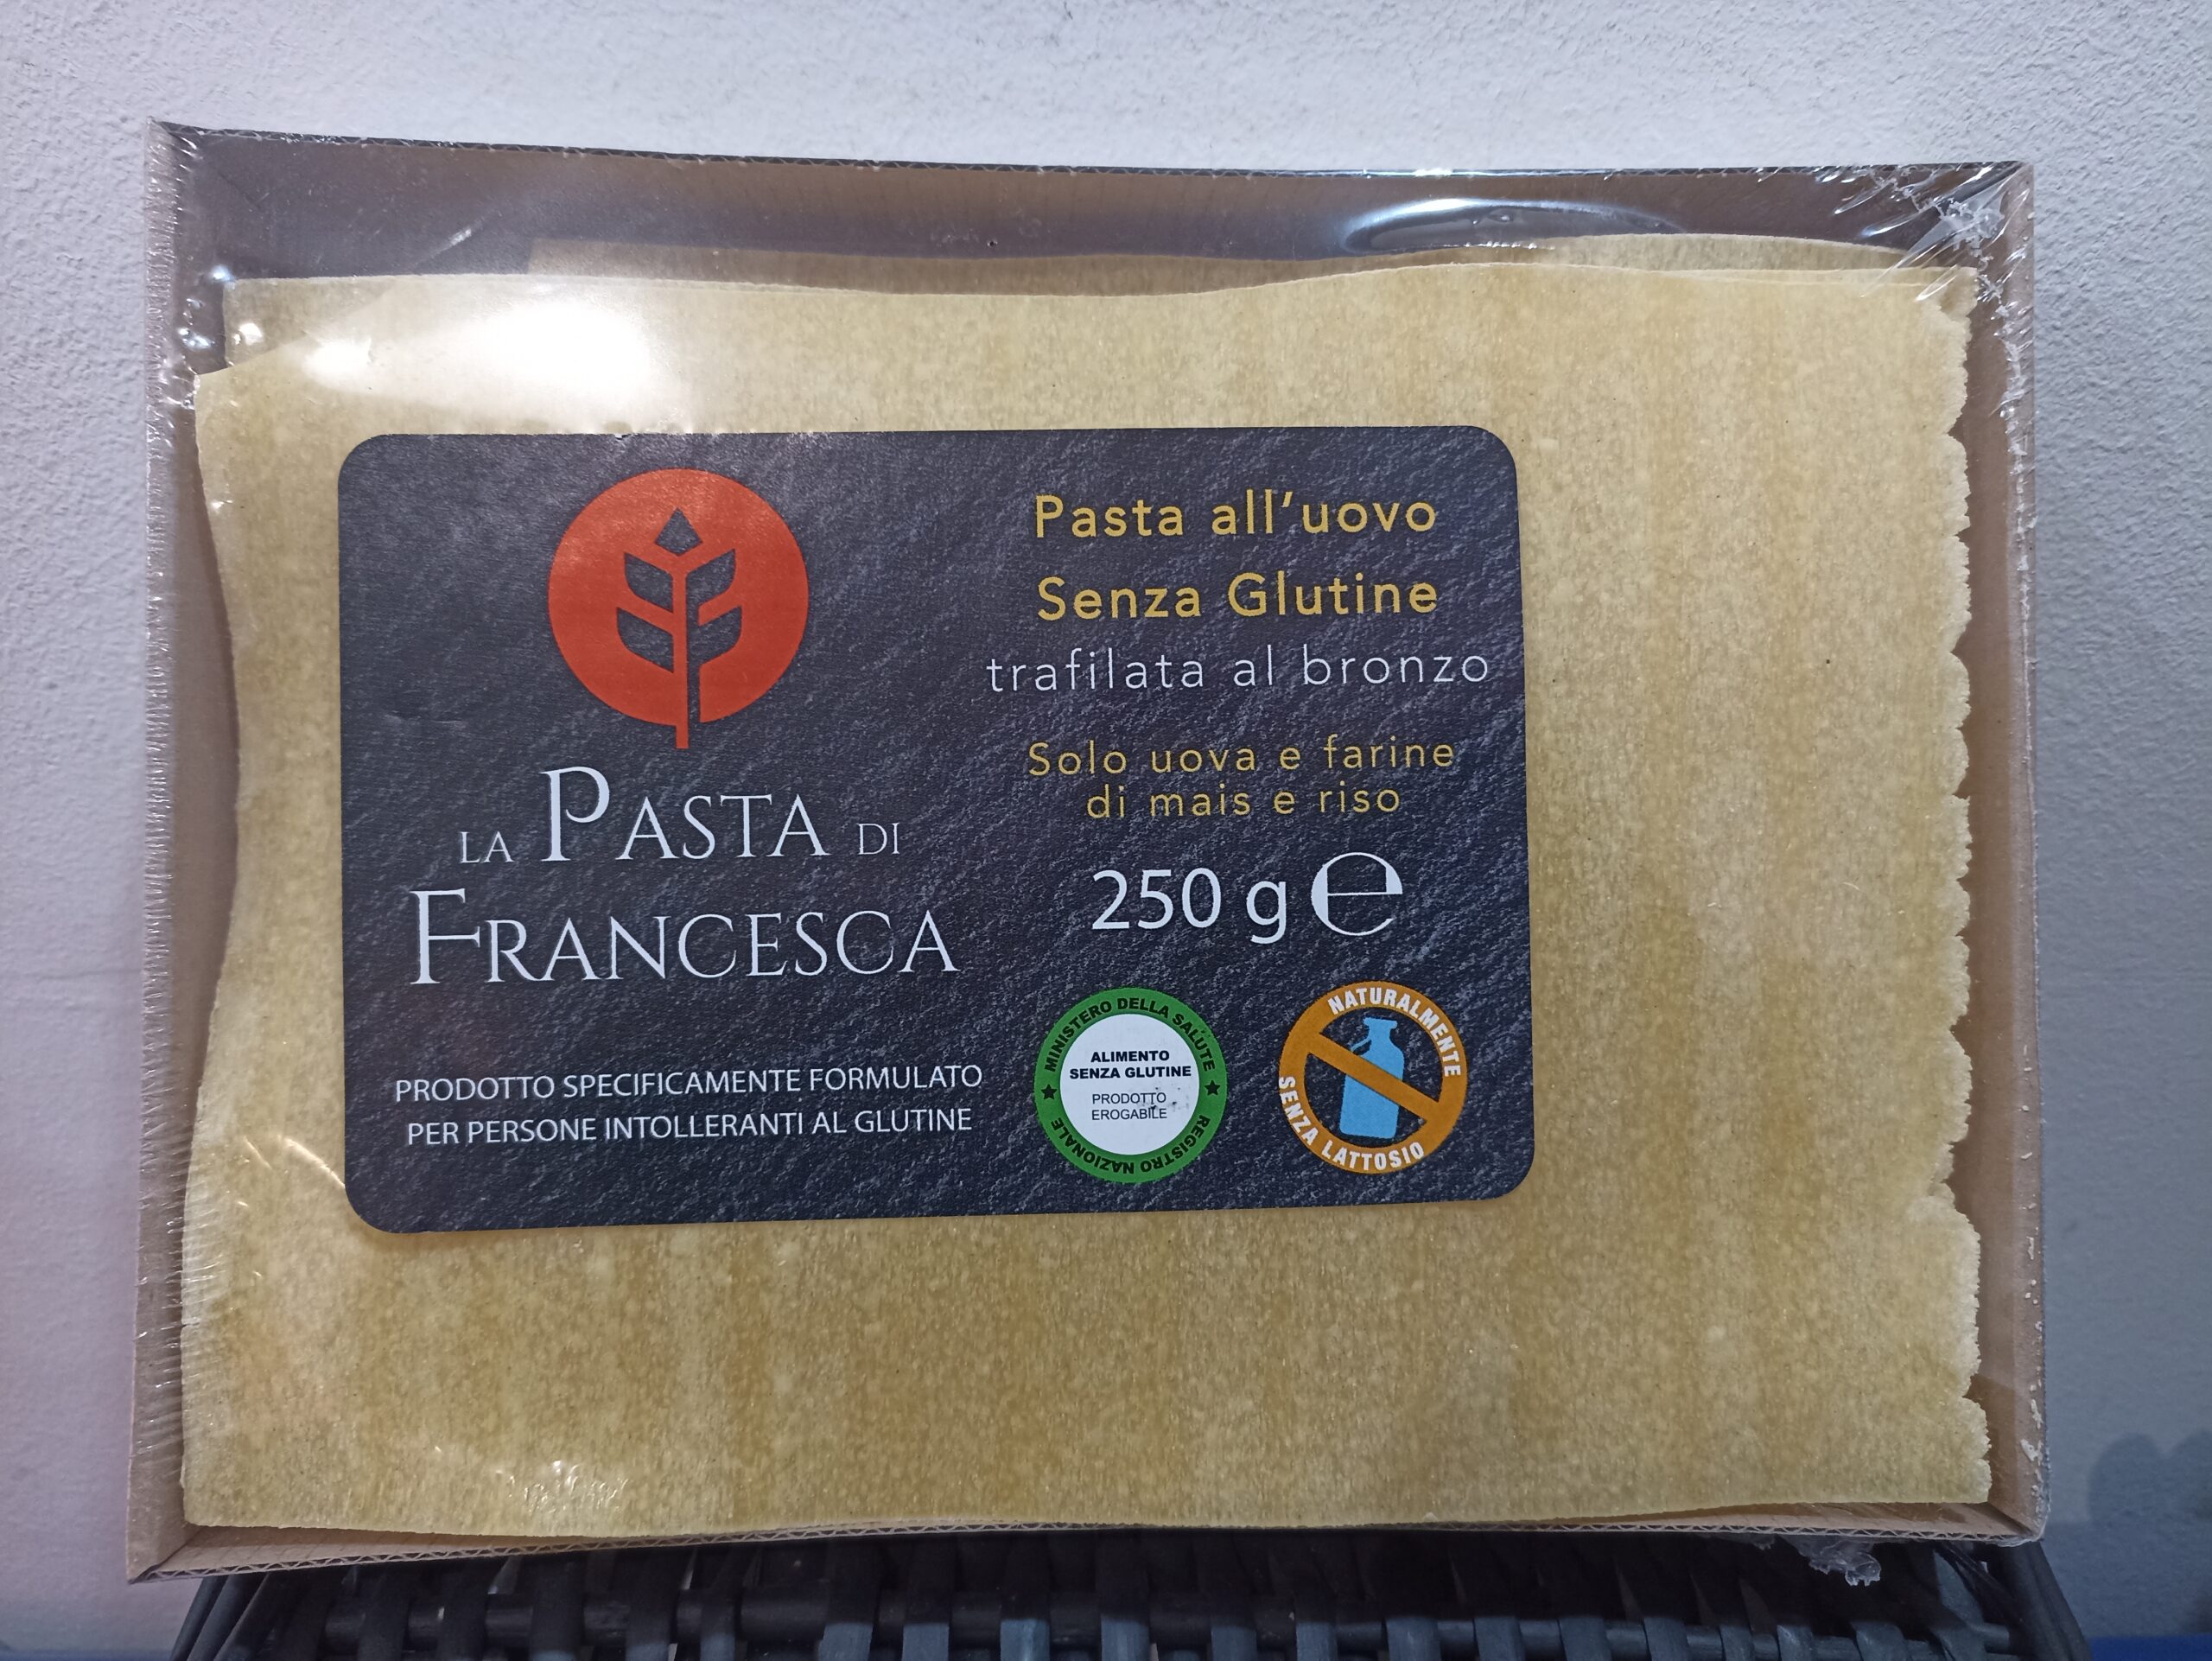 LA PASTA DI
FRANCESCA
PRODOTTO SPECIFICAMENTE FORMULATO
PER PERSONE INTOLLERANTI AL GLUTINE
Pasta all'uovo
Senza Glutine
trafilata al bronzo
Solo uova e farine
di mais e riso
250 g ℮
MINISTERO DELLA SALUTE
ALIMENTO
SENZA GLUTINE
PRODOTTO
EROGABILE
REGISTRO NAZIONALE
NATURALMENTE
SENZA LATTOSIO